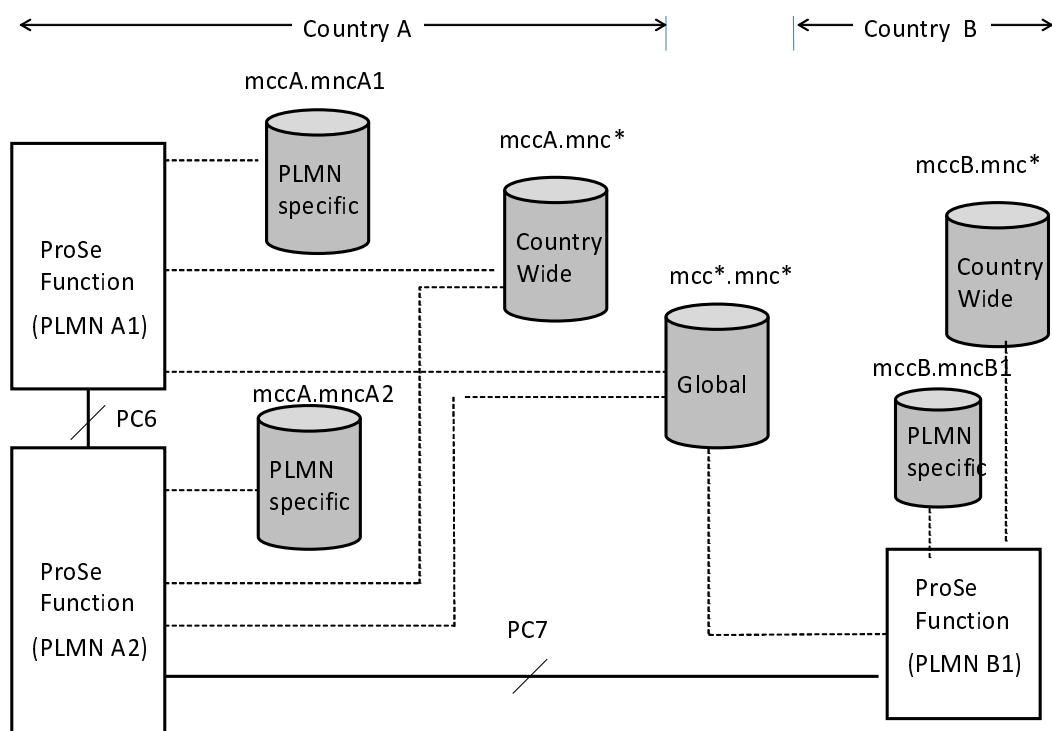 Country A
Country B
mccA.mncA1
PLMN
specific
mccA.mnc*
Country
Wide
mccB.mnc*
Country
Wide
ProSe
Function
(PLMN A1)
mcc*.mnc*
Global
mccB.mncB1
PLMN
specific
PC6
mccA.mncA2
PLMN
specific
ProSe
Function
(PLMN A2)
PC7
ProSe
Function
(PLMN B1)